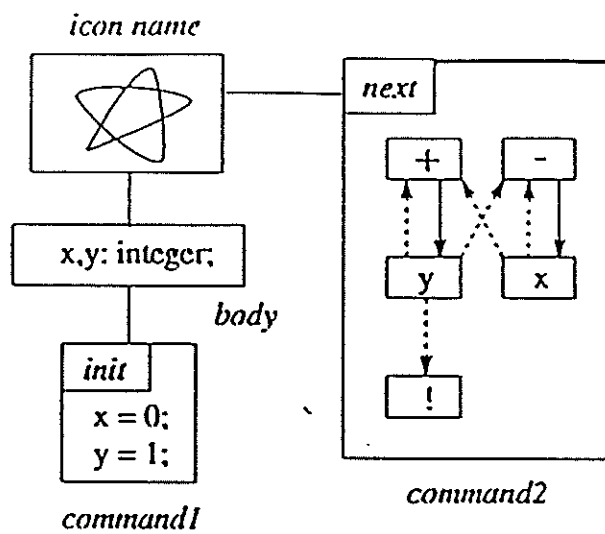 icon name
next
+ -
x,y: integer;
y x
body
init
x = 0;
y = 1;
!
command1
command2